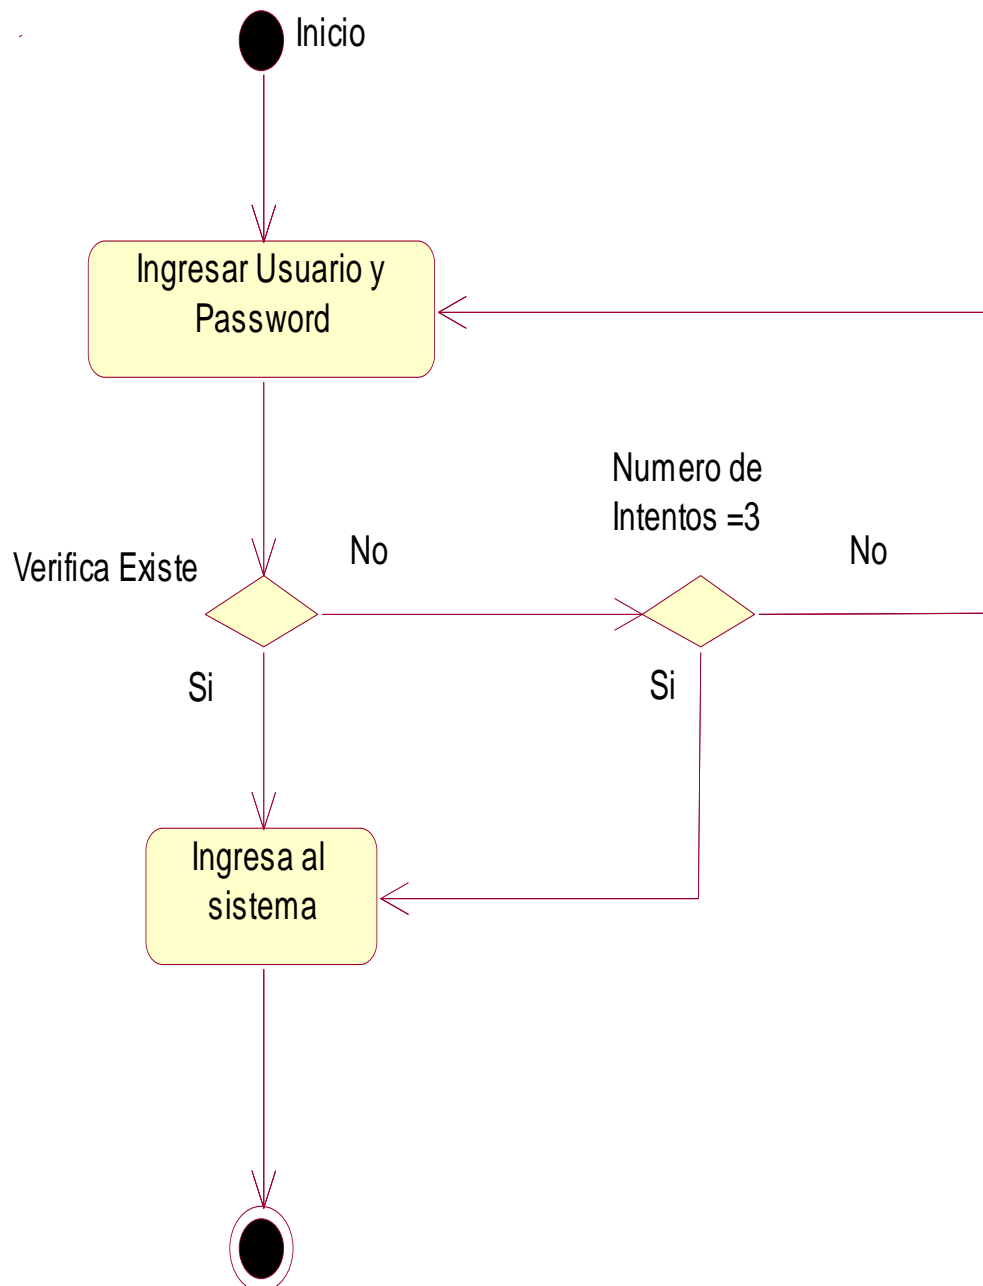 Inicio
Ingresar Usuario y
Password
Numero de
Intentos =3
Verifica Existe
No
No
Si
Si
Ingresa al
sistema